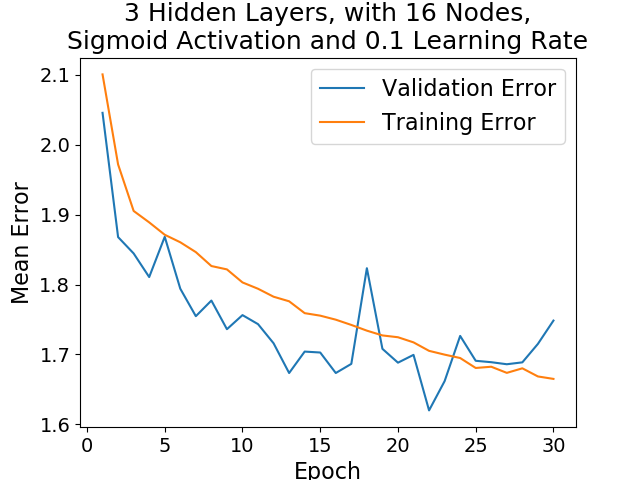 3 Hidden Layers, with 16 Nodes,
Sigmoid Activation and 0.1 Learning Rate
Validation Error
Training Error
Mean Error
2.1
2.0
1.9
1.8
1.7
1.6
0 5 10 15 20 25 30
Epoch